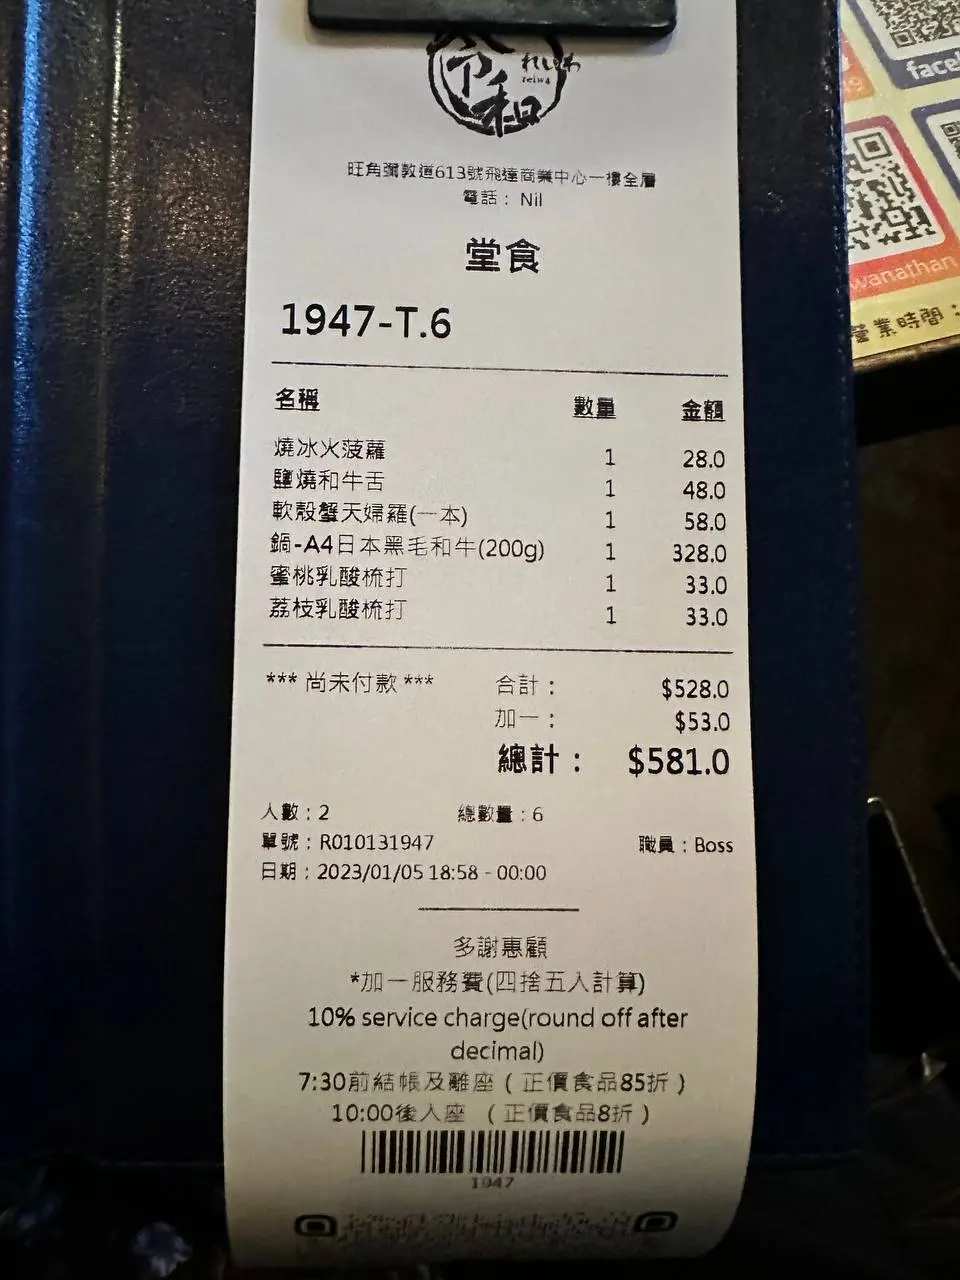 令和
れいわ
reiwa
旺角彌敦道613號飛達商業中心一樓全層
電話： Nil
堂食
1947-T.6
名稱 數量 金額
燒冰火菠蘿 1 28.0
鹽燒和牛舌 1 48.0
軟殼蟹天婦羅(一本) 1 58.0
鍋-A4日本黑毛和牛(200g) 1 328.0
蜜桃乳酸梳打 1 33.0
荔枝乳酸梳打 1 33.0
*** 尚未付款 *** 合計： $528.0
加一： $53.0
總計： $581.0
人數：2 總數量：6
單號：R010131947 職員：Boss
日期：2023/01/05 18:58 - 00:00
多謝惠顧
*加一服務費(四捨五入計算)
10% service charge(round off after
decimal)
7:30前結帳及離座（正價食品85折）
10:00後入座 （正價食品8折）
1947
face
wanathan
營業時間：